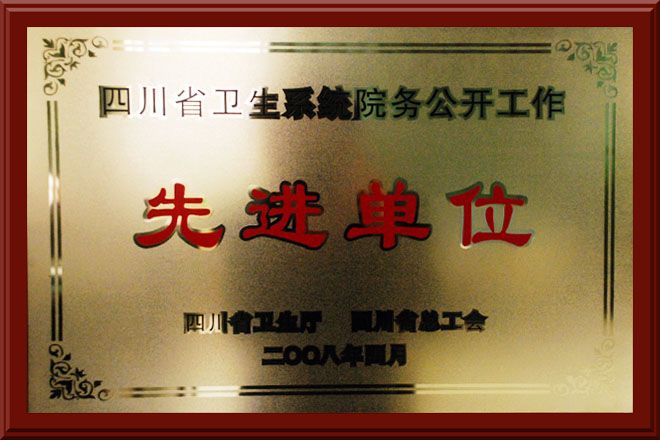 四川省卫生系统院务公开工作
先进单位
四川省卫生厅 四川省总工会
二〇〇八年四月